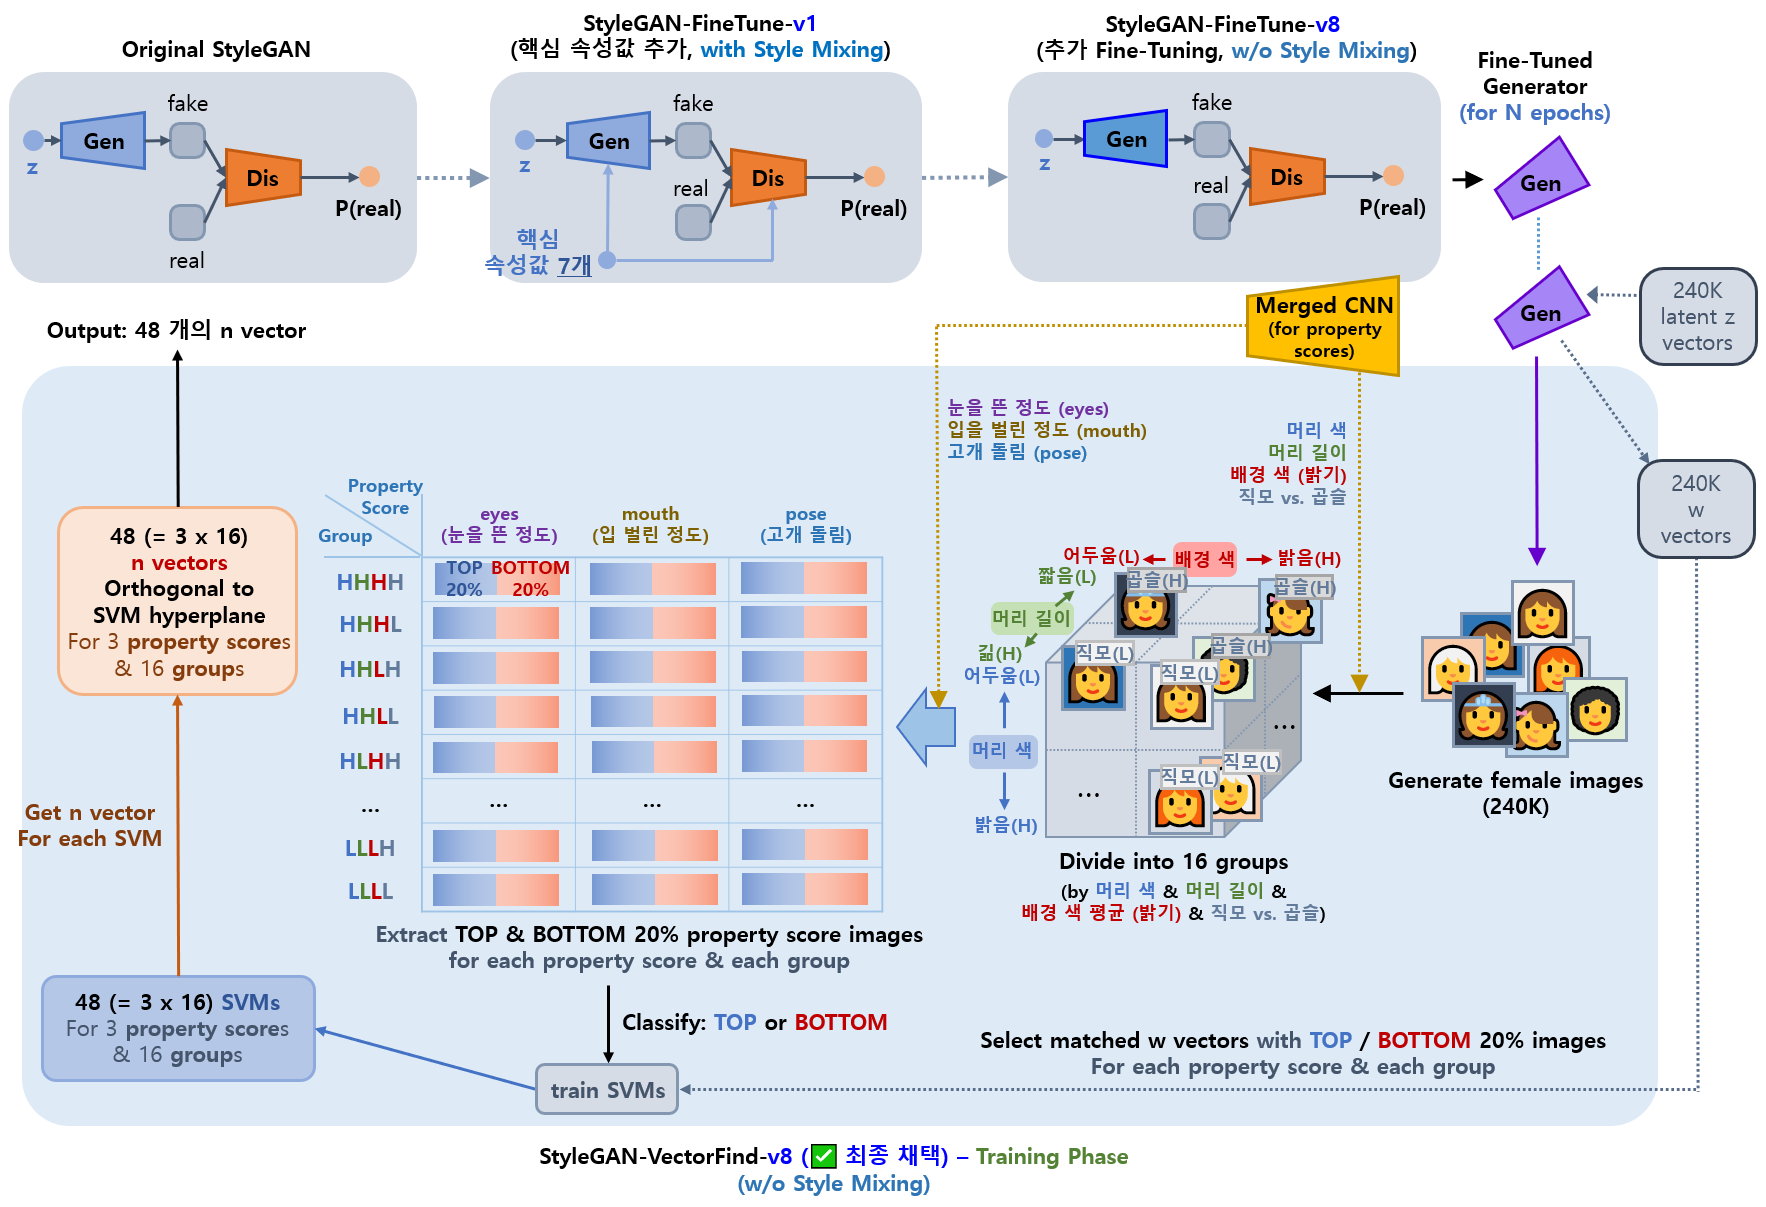 Original StyleGAN
fake
Gen
z
Dis
P(real)
real
StyleGAN-FineTune-v1
(핵심 속성값 추가, with Style Mixing)
fake
Gen
z
real
Dis
P(real)
핵심
속성값 7개
StyleGAN-FineTune-v8
(추가 Fine-Tuning, w/o Style Mixing)
fake
Gen
z
real
Dis
P(real)
Fine-Tuned
Generator
(for N epochs)
Gen
Gen
240K
latent z
vectors
240K
w
vectors
Merged CNN
(for property
scores)
눈을 뜬 정도 (eyes)
입을 벌린 정도 (mouth)
고개 돌림 (pose)
머리 색
머리 길이
배경 색 (밝기)
직모 vs. 곱슬
Generate female images
(240K)
어두움(L)
배경 색
밝음(H)
짧음(L)
머리 길이
긺(H)
어두움(L)
머리 색
밝음(H)
곱슬(H)
곱슬(H)
곱슬(H)
직모(L)
직모(L)
직모(L)
직모(L)
...
...
Divide into 16 groups
(by 머리 색 & 머리 길이 &
배경 색 평균 (밝기) & 직모 vs. 곱슬)
Property
Score
Group
eyes
(눈을 뜬 정도)
mouth
(입 벌린 정도)
pose
(고개 돌림)
HHHH
TOP
20%
BOTTOM
20%
HHHL
HHLH
HHLL
HLHH
... ... ... ...
LLLH
LLLL
Extract TOP & BOTTOM 20% property score images
for each property score & each group
Classify: TOP or BOTTOM
train SVMs
Select matched w vectors with TOP / BOTTOM 20% images
For each property score & each group
48 (= 3 x 16) SVMs
For 3 property scores
& 16 groups
Get n vector
For each SVM
48 (= 3 x 16)
n vectors
Orthogonal to
SVM hyperplane
For 3 property scores
& 16 groups
Output: 48 개의 n vector
StyleGAN-VectorFind-v8 (✅ 최종 채택) – Training Phase
(w/o Style Mixing)